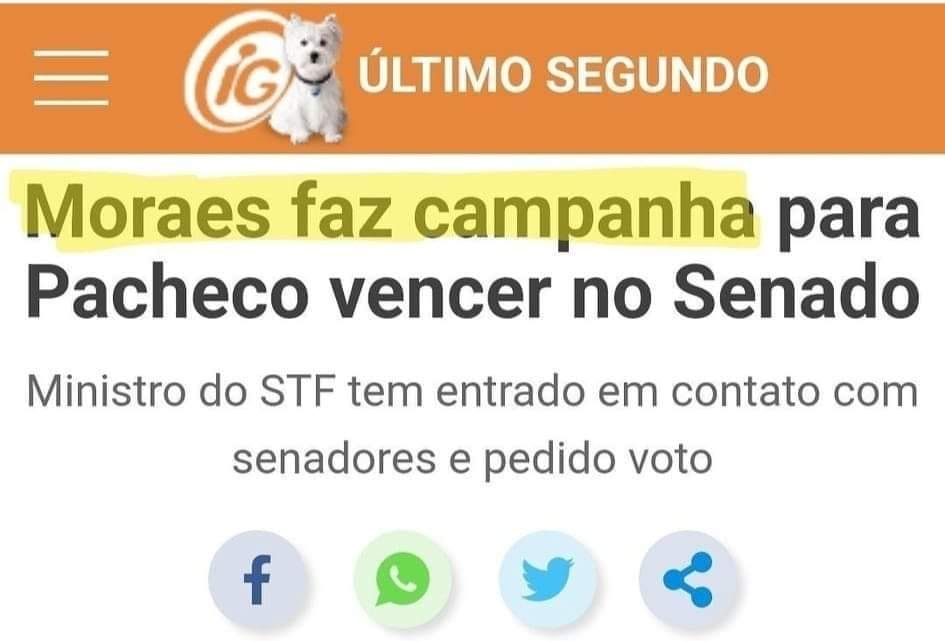 iG ÚLTIMO SEGUNDO
Moraes faz campanha para
Pacheco vencer no Senado
Ministro do STF tem entrado em contato com
senadores e pedido voto